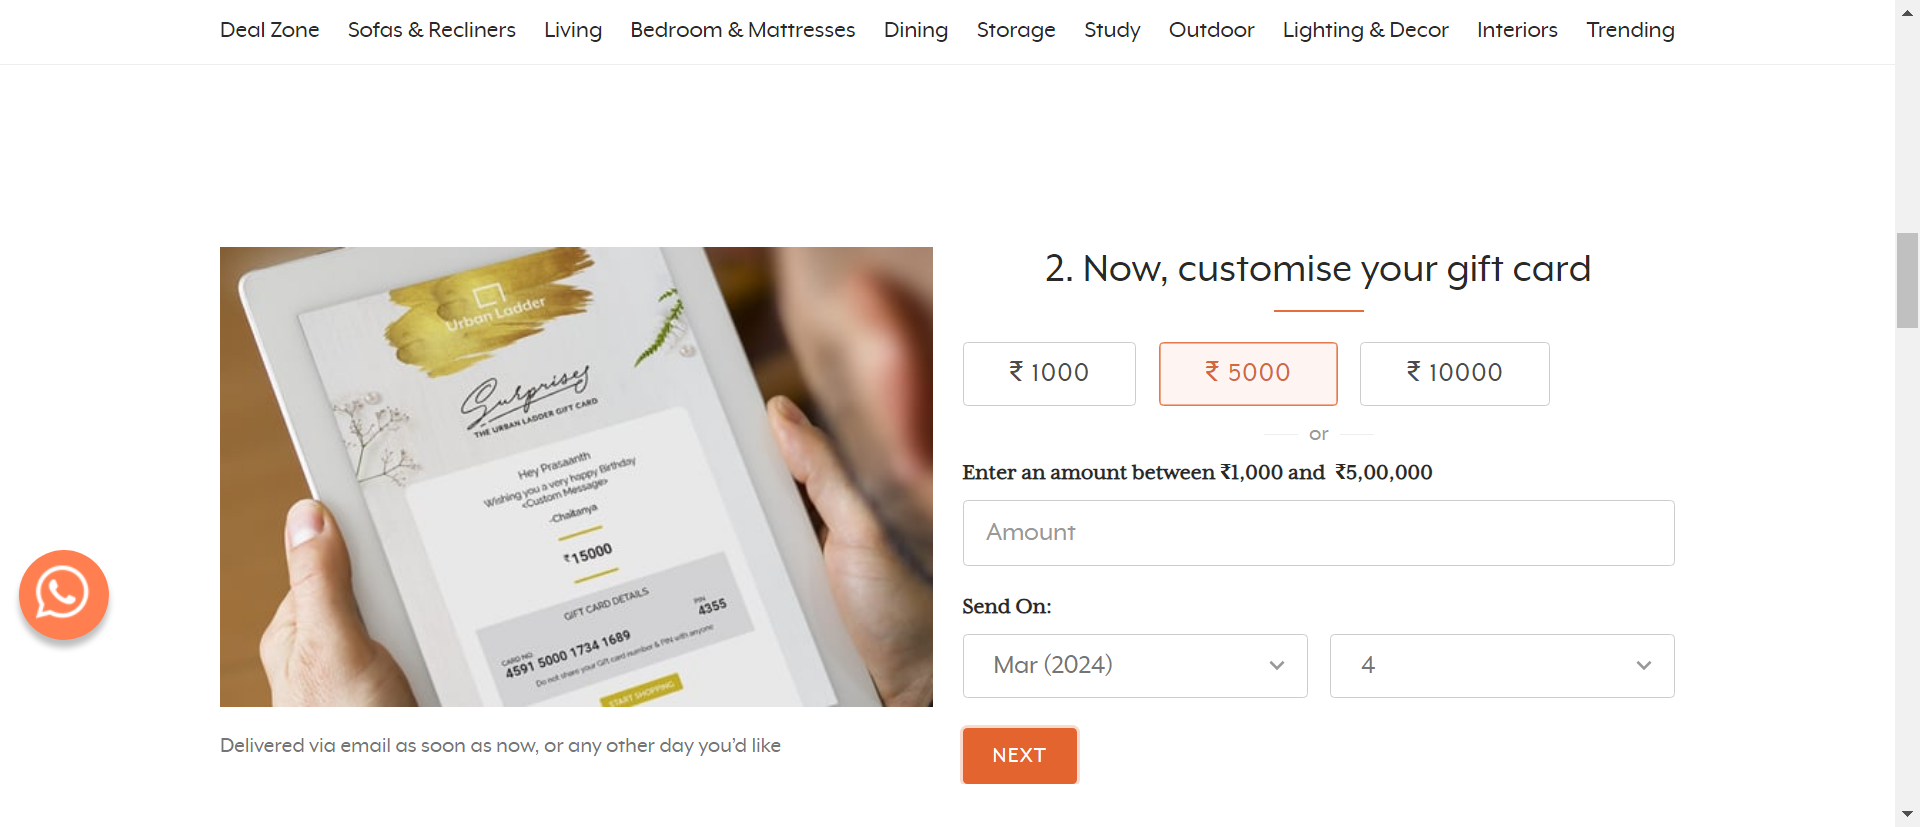 Deal Zone Sofas & Recliners Living Bedroom & Mattresses Dining Storage Study Outdoor Lighting & Decor Interiors Trending
Urban Ladder
Surprises
THE URBAN LADDER GIFT CARD
Hey Prasaanth
Wishing you a very happy Birthday
<Custom Message>
-Chaitanya
₹15000
GIFT CARD DETAILS
CARD NO.
4591 5000 1734 1689
PIN
4355
Do not share your Gift card number & PIN with anyone
START SHOPPING
Delivered via email as soon as now, or any other day you'd like
2. Now, customise your gift card
₹ 1000 ₹ 5000 ₹ 10000
or
Enter an amount between ₹1,000 and ₹5,00,000
Amount
Send On:
Mar (2024) 4
NEXT